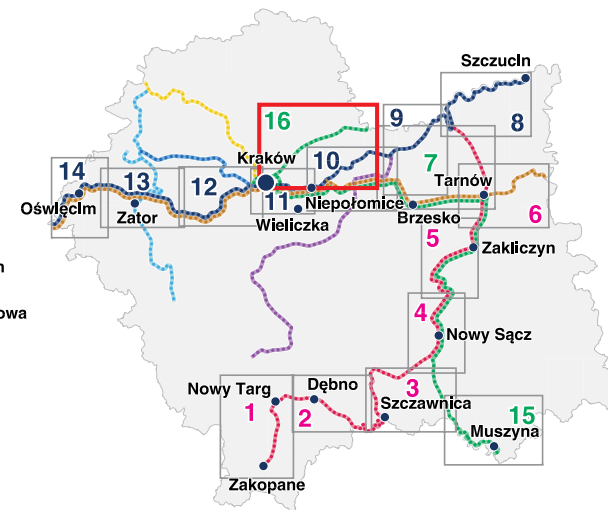 Szczucin
9
16
8
Kraków
10
7
14
13
12
Tarnów
11
Niepołomice
6
Oświęcim
Zator
Wieliczka
Brzesko
5
Zakliczyn
n
owa
4
Nowy Sącz
Nowy Targ
Dębno
3
1
2
Szczawnica
15
Muszyna
Zakopane